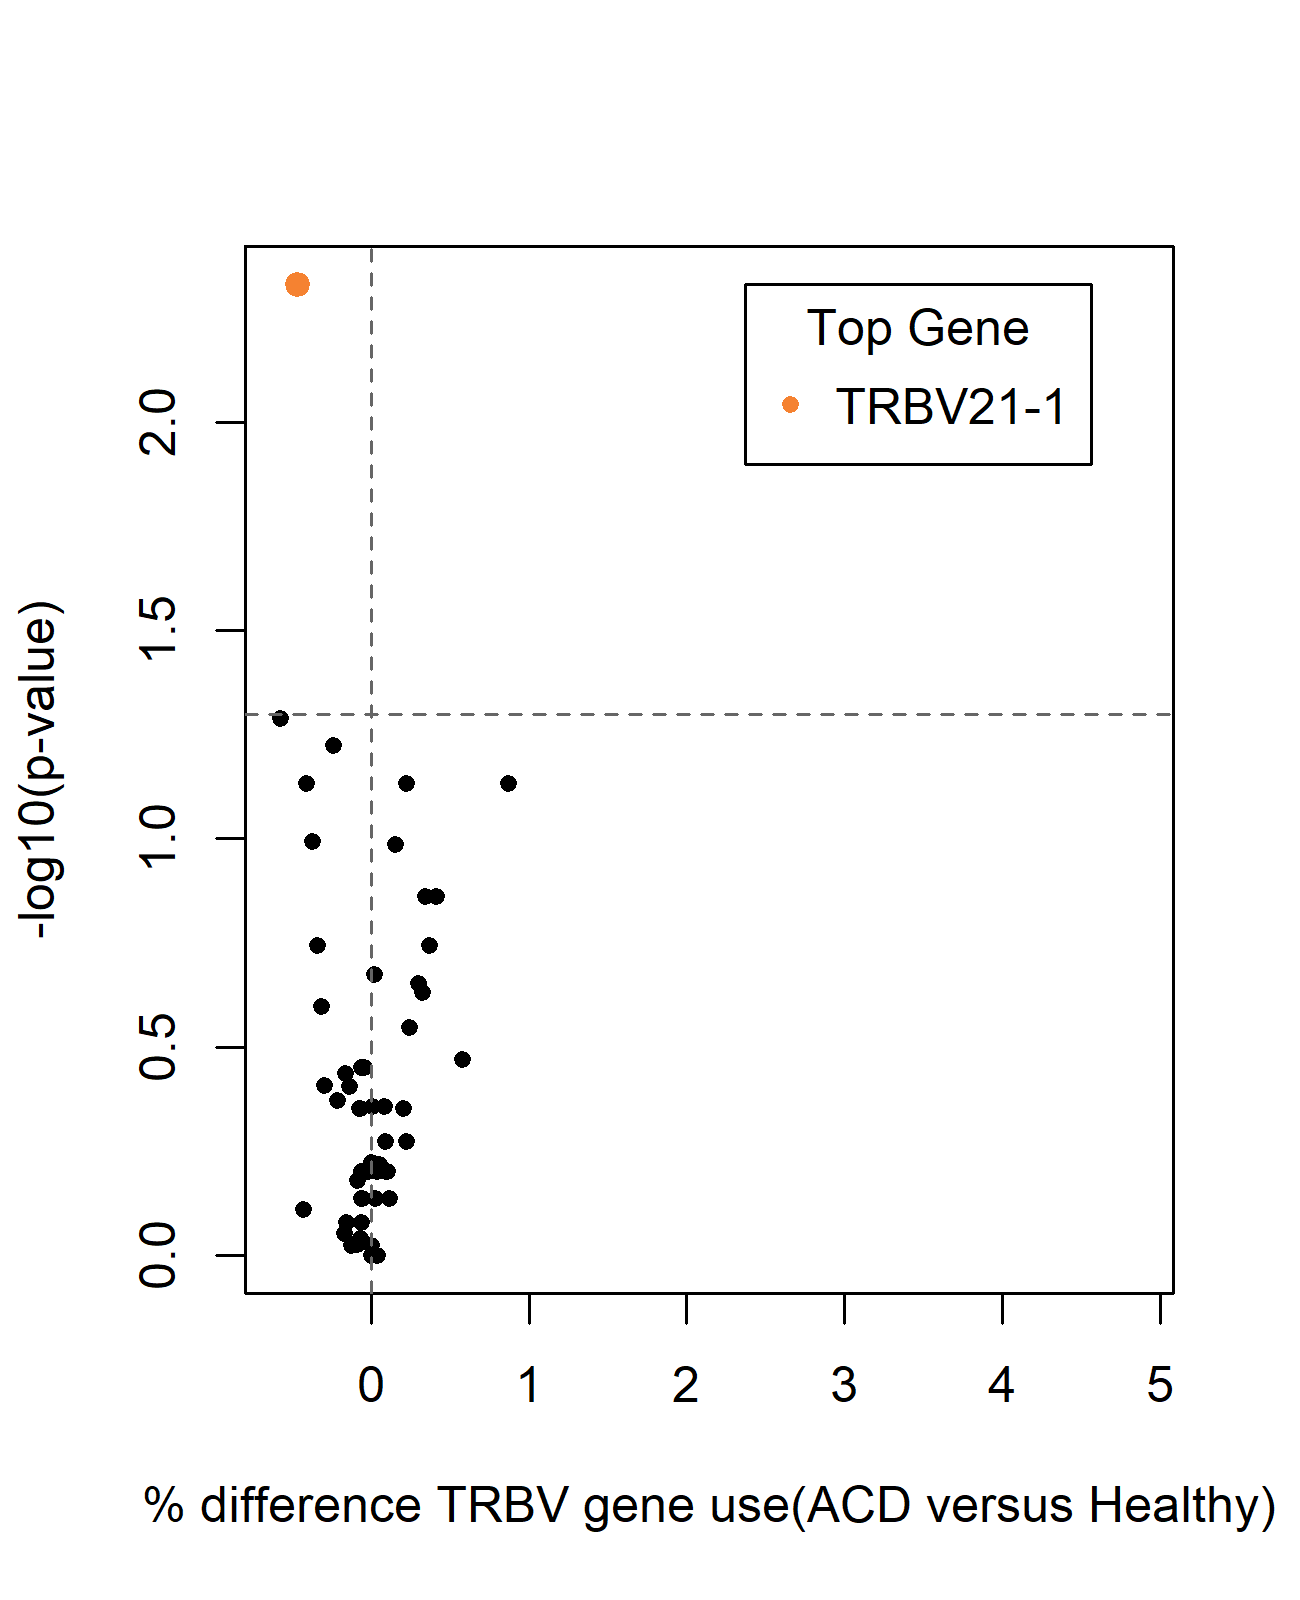 Top Gene
TRBV21-1
-log10(p-value)
2.0
1.5
1.0
0.5
0.0
0 1 2 3 4 5
% difference TRBV gene use(ACD versus Healthy)